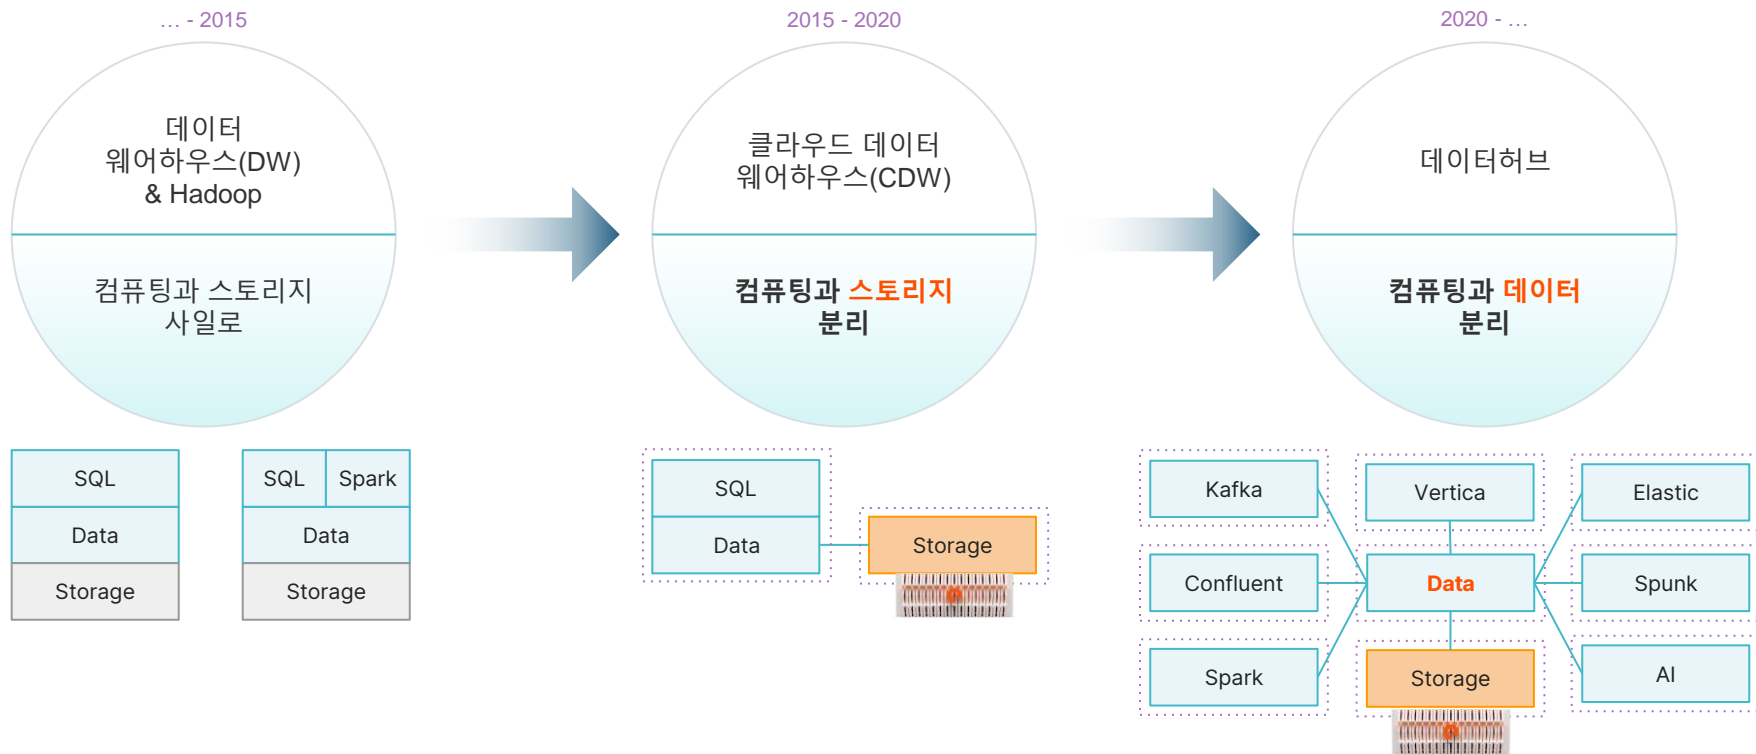 … - 2015
데이터
웨어하우스(DW)
& Hadoop
컴퓨팅과 스토리지
사일로
SQL
Data
Storage
SQL
Spark
Data
Storage
2015 - 2020
클라우드 데이터
웨어하우스(CDW)
컴퓨팅과 스토리지
분리
SQL
Data
Storage
2020 - …
데이터허브
컴퓨팅과 데이터
분리
Kafka
Vertica
Elastic
Confluent
Data
Spunk
Spark
Storage
AI